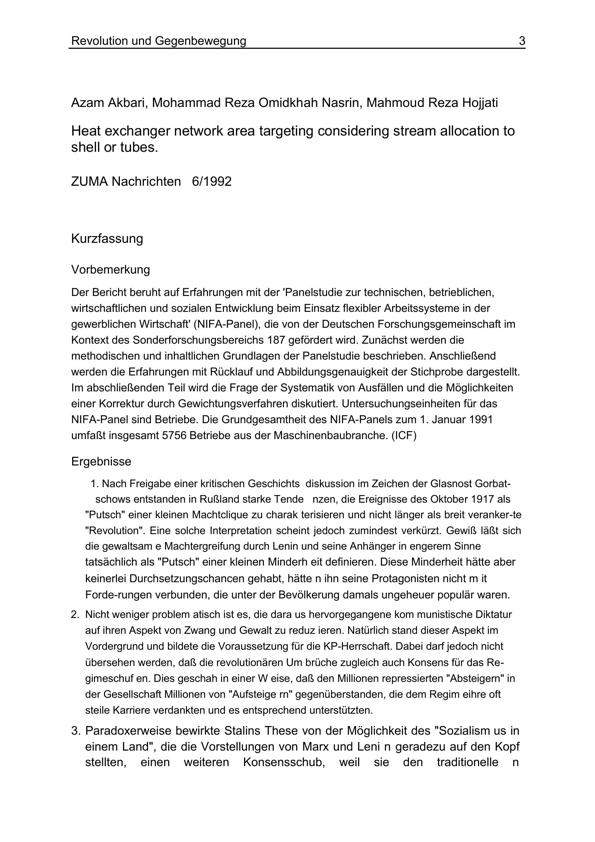 Revolution und Gegenbewegung 3
Azam Akbari, Mohammad Reza Omidkhah Nasrin, Mahmoud Reza Hojjati
Heat exchanger network area targeting considering stream allocation to
shell or tubes.
ZUMA Nachrichten 6/1992
Kurzfassung
Vorbemerkung
Der Bericht beruht auf Erfahrungen mit der 'Panelstudie zur technischen, betrieblichen,
wirtschaftlichen und sozialen Entwicklung beim Einsatz flexibler Arbeitssysteme in der
gewerblichen Wirtschaft' (NIFA-Panel), die von der Deutschen Forschungsgemeinschaft im
Kontext des Sonderforschungsbereichs 187 gefördert wird. Zunächst werden die
methodischen und inhaltlichen Grundlagen der Panelstudie beschrieben. Anschließend
werden die Erfahrungen mit Rücklauf und Abbildungsgenauigkeit der Stichprobe dargestellt.
Im abschließenden Teil wird die Frage der Systematik von Ausfällen und die Möglichkeiten
einer Korrektur durch Gewichtungsverfahren diskutiert. Untersuchungseinheiten für das
NIFA-Panel sind Betriebe. Die Grundgesamtheit des NIFA-Panels zum 1. Januar 1991
umfaßt insgesamt 5756 Betriebe aus der Maschinenbaubranche. (ICF)
Ergebnisse
1. Nach Freigabe einer kritischen Geschichts diskussion im Zeichen der Glasnost Gorbat-
schows entstanden in Rußland starke Tende nzen, die Ereignisse des Oktober 1917 als
"Putsch" einer kleinen Machtclique zu charak terisieren und nicht länger als breit veranker-te
"Revolution". Eine solche Interpretation scheint jedoch zumindest verkürzt. Gewiß läßt sich
die gewaltsam e Machtergreifung durch Lenin und seine Anhänger in engerem Sinne
tatsächlich als "Putsch" einer kleinen Minderh eit definieren. Diese Minderheit hätte aber
keinerlei Durchsetzungschancen gehabt, hätte n ihn seine Protagonisten nicht m it
Forde-rungen verbunden, die unter der Bevölkerung damals ungeheuer populär waren.
2. Nicht weniger problem atisch ist es, die dara us hervorgegangene kom munistische Diktatur
auf ihren Aspekt von Zwang und Gewalt zu reduz ieren. Natürlich stand dieser Aspekt im
Vordergrund und bildete die Voraussetzung für die KP-Herrschaft. Dabei darf jedoch nicht
übersehen werden, daß die revolutionären Um brüche zugleich auch Konsens für das Re-
gimeschuf en. Dies geschah in einer W eise, daß den Millionen repressierten "Absteigern" in
der Gesellschaft Millionen von "Aufsteige rn" gegenüberstanden, die dem Regim eihre oft
steile Karriere verdankten und es entsprechend unterstützten.
3. Paradoxerweise bewirkte Stalins These von der Möglichkeit des "Sozialism us in
einem Land", die die Vorstellungen von Marx und Leni n geradezu auf den Kopf
stellten, einen weiteren Konsensschub, weil sie den traditionelle n